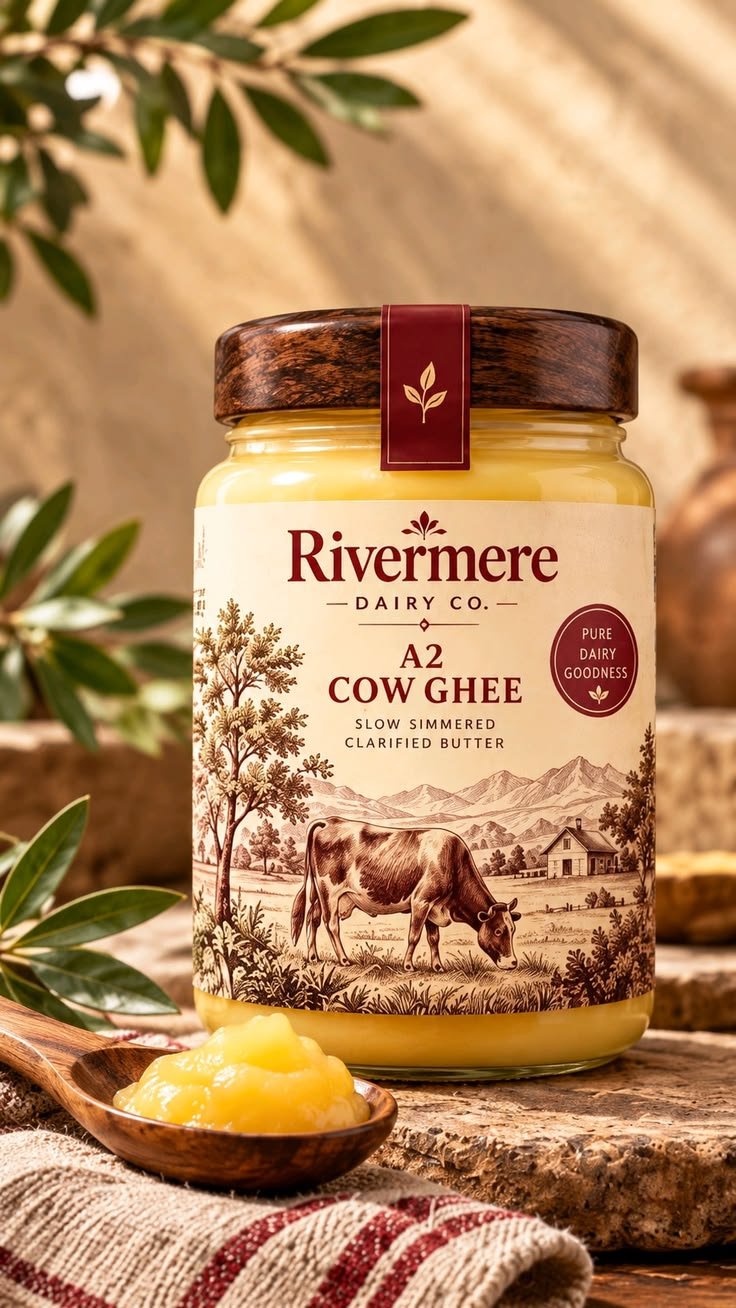 Rivermere
DAIRY CO.
A2
COW GHEE
SLOW SIMMERED
CLARIFIED BUTTER
PURE
DAIRY
GOODNESS